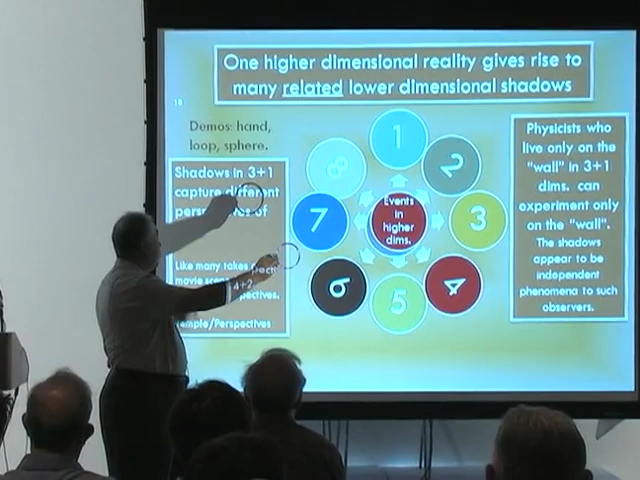 One higher dimensional reality gives rise to
many related lower dimensional shadows
18
Demos: hand,
loop, sphere.
Shadows in 3+1
capture different
of
Like many takes
movie
4+2
/Perspectives
1
2
3
4
5
6
7
8
Events
in
higher
dims.
Physicists who
live only on the
"wall" in 3+1
dims. can
experiment only
on the "wall".
The shadows
appear to be
independent
phenomena to such
observers.